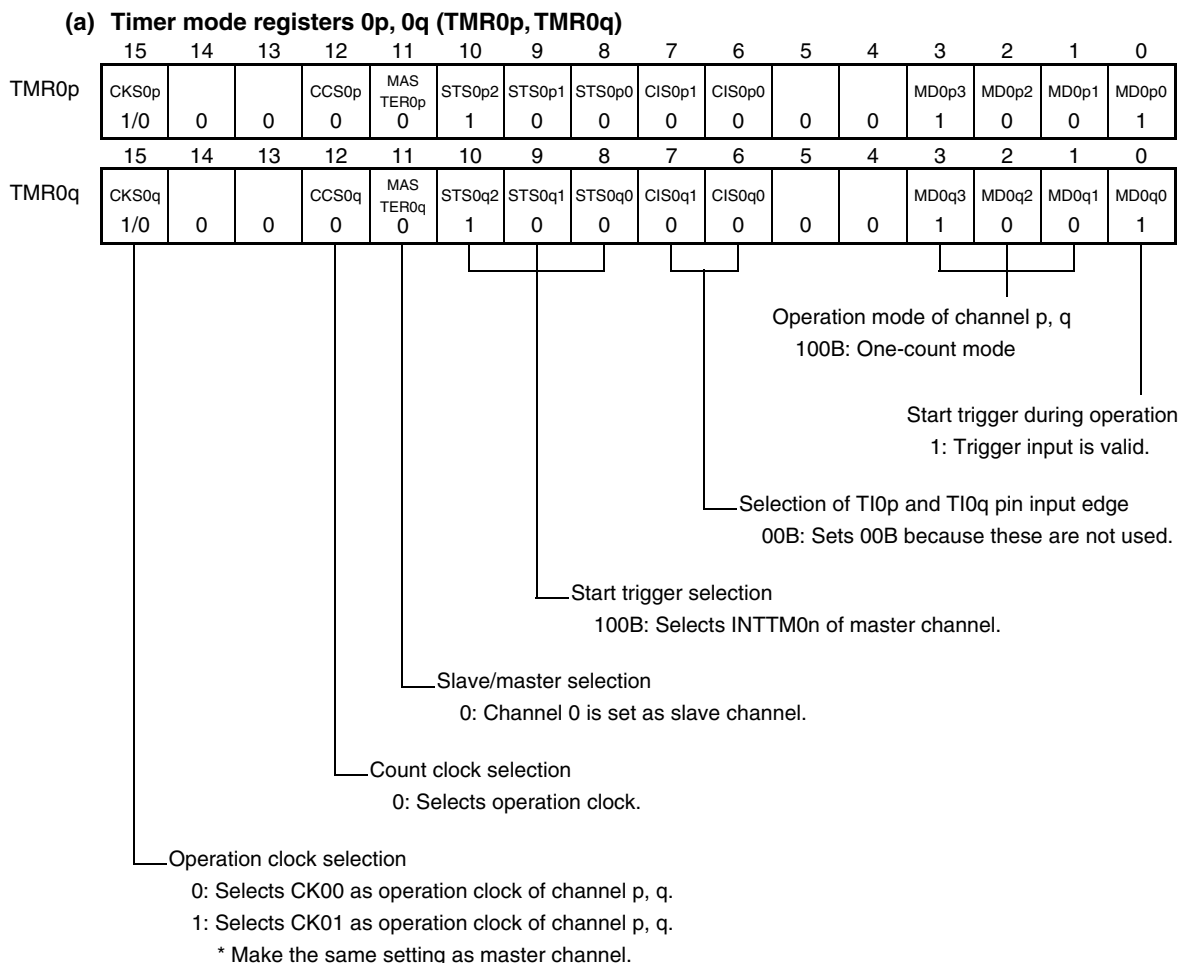 (a) Timer mode registers 0p, 0q (TMR0p, TMR0q)
15 14 13 12 11 10 9 8 7 6 5 4 3 2 1 0
TMR0p CKS0p CCS0p MAS TER0p STS0p2 STS0p1 STS0p0 CIS0p1 CIS0p0 MD0p3 MD0p2 MD0p1 MD0p0
1/0 0 0 0 0 1 0 0 0 0 0 0 1 0 0 1
15 14 13 12 11 10 9 8 7 6 5 4 3 2 1 0
TMR0q CKS0q CCS0q MAS TER0q STS0q2 STS0q1 STS0q0 CIS0q1 CIS0q0 MD0q3 MD0q2 MD0q1 MD0q0
1/0 0 0 0 0 1 0 0 0 0 0 0 1 0 0 1
Operation mode of channel p, q
100B: One-count mode
Start trigger during operation
1: Trigger input is valid.
Selection of TI0p and TI0q pin input edge
00B: Sets 00B because these are not used.
Start trigger selection
100B: Selects INTTM0n of master channel.
Slave/master selection
0: Channel 0 is set as slave channel.
Count clock selection
0: Selects operation clock.
Operation clock selection
0: Selects CK00 as operation clock of channel p, q.
1: Selects CK01 as operation clock of channel p, q.
* Make the same setting as master channel.